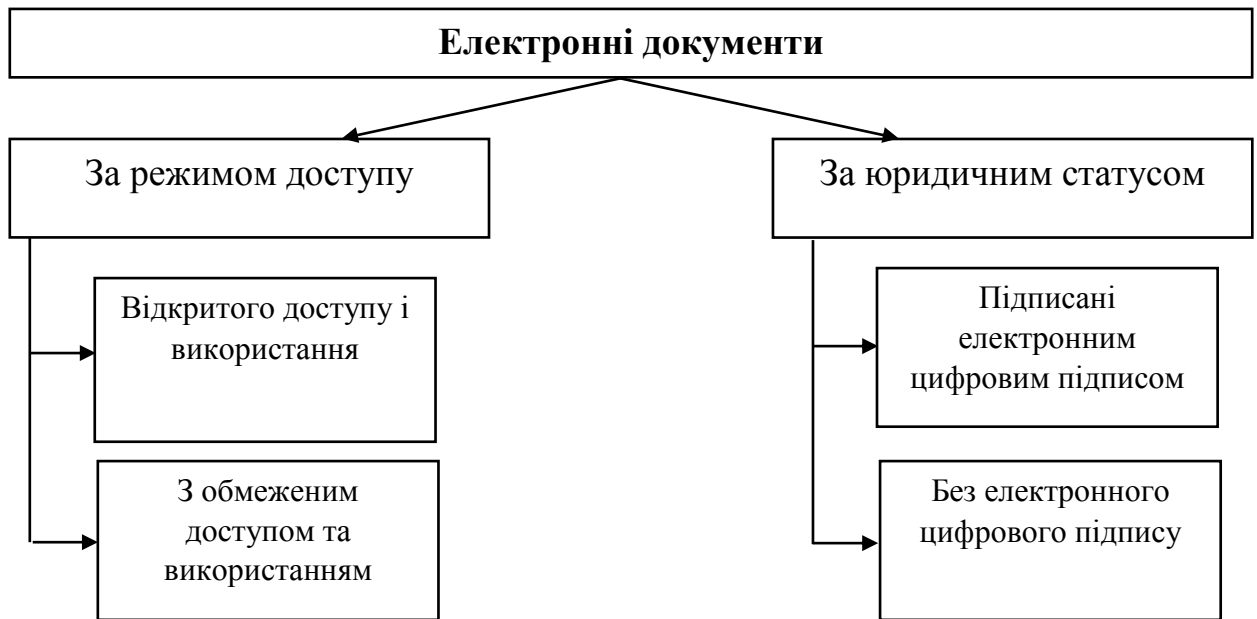 Електронні документи
За режимом доступу
Відкритого доступу і
використання
З обмеженим
доступом та
використанням
За юридичним статусом
Підписані
електронним
цифровим підписом
Без електронного
цифрового підпису